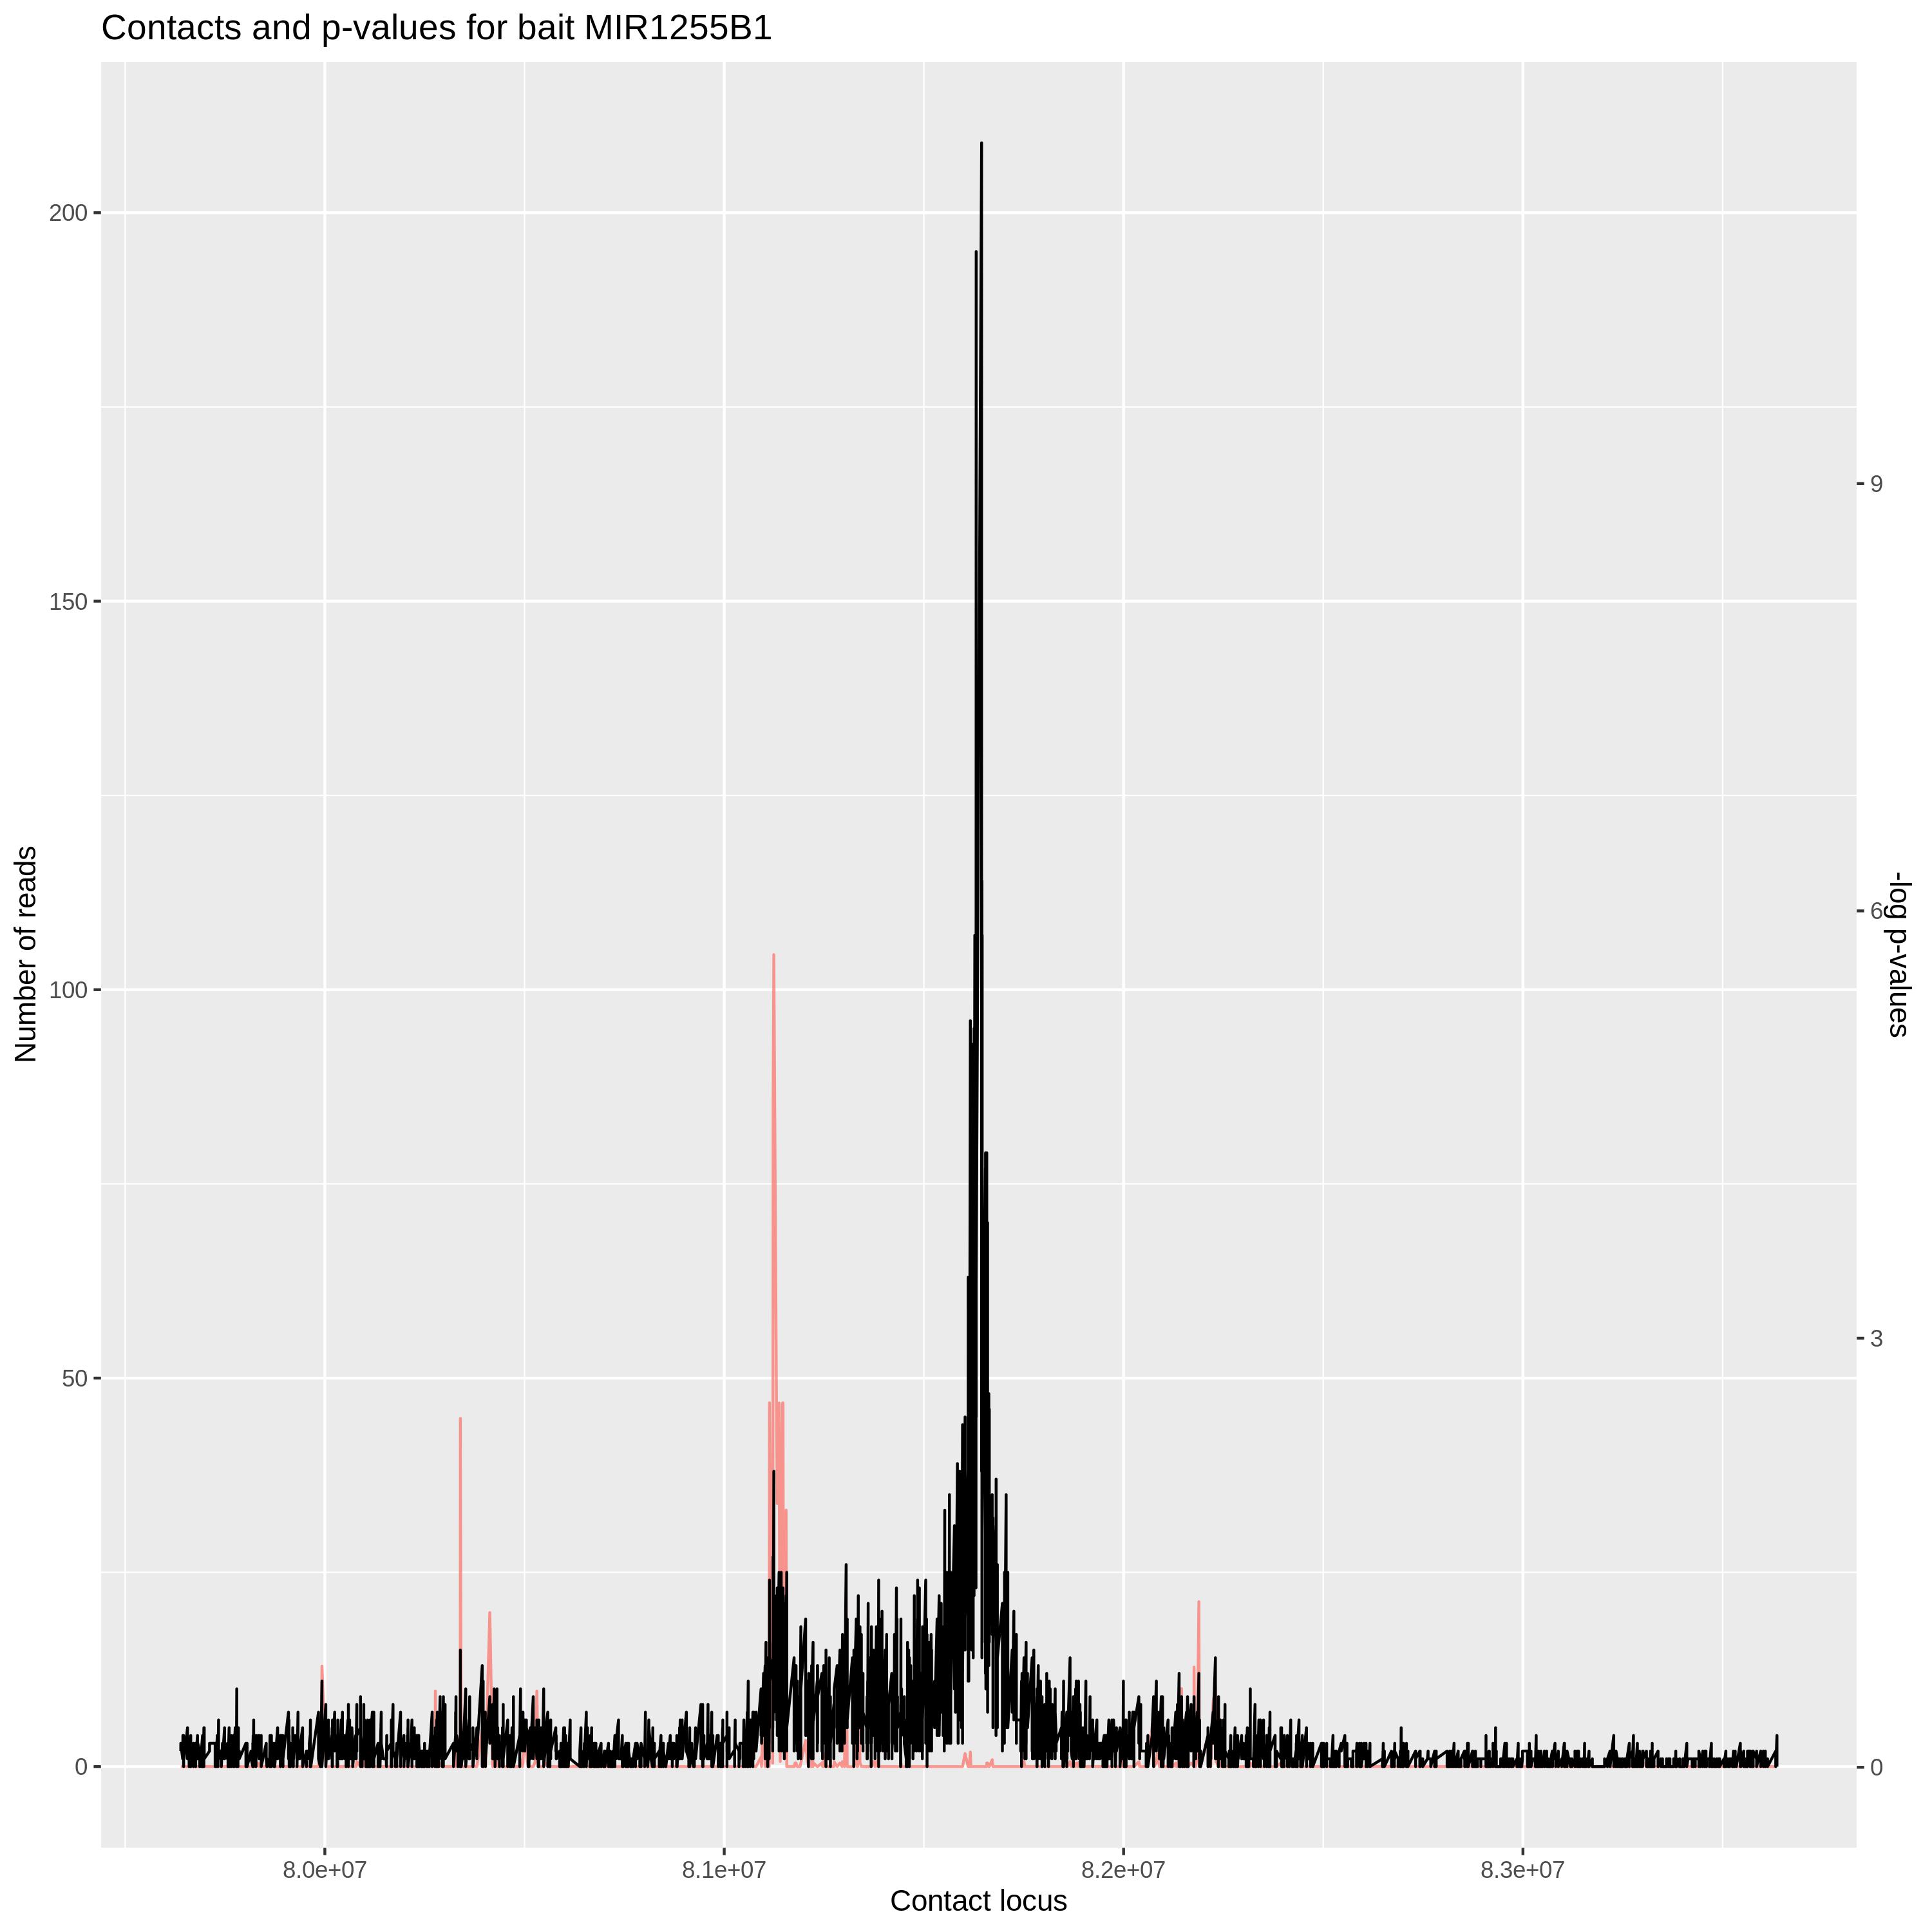 Contacts and p-values for bait MIR1255B1
200
150
100
50
0
Number of reads
9
6
3
0
-log p-values
8.0e+07
8.1e+07
8.2e+07
8.3e+07
Contact locus